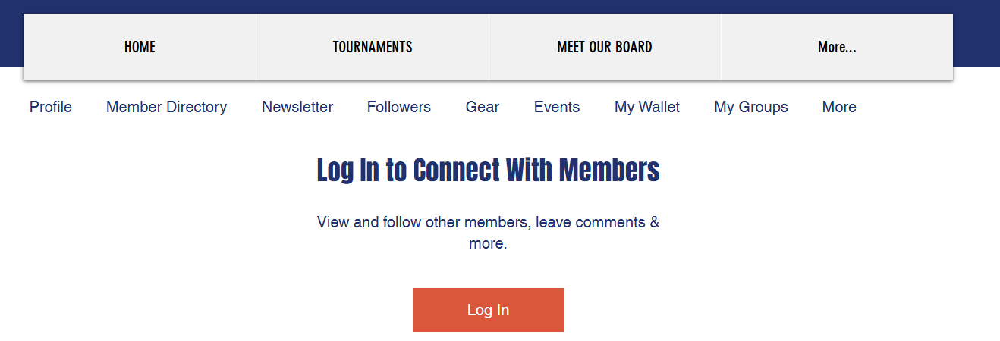 HOME TOURNAMENTS MEET OUR BOARD More...
Profile Member Directory Newsletter Followers Gear Events My Wallet My Groups More
Log In to Connect With Members
View and follow other members, leave comments &
more.
Log In